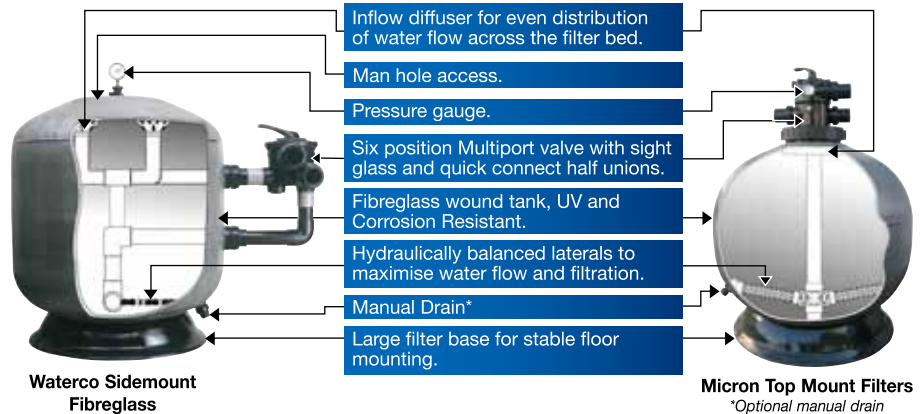 Inflow diffuser for even distribution
of water flow across the filter bed.
Man hole access.
Pressure gauge.
Six position Multiport valve with sight
glass and quick connect half unions.
Fibreglass wound tank, UV and
Corrosion Resistant.
Hydraulically balanced laterals to
maximise water flow and filtration.
Manual Drain*
Large filter base for stable floor
mounting.
Waterco Sidemount
Fibreglass
Micron Top Mount Filters
*Optional manual drain